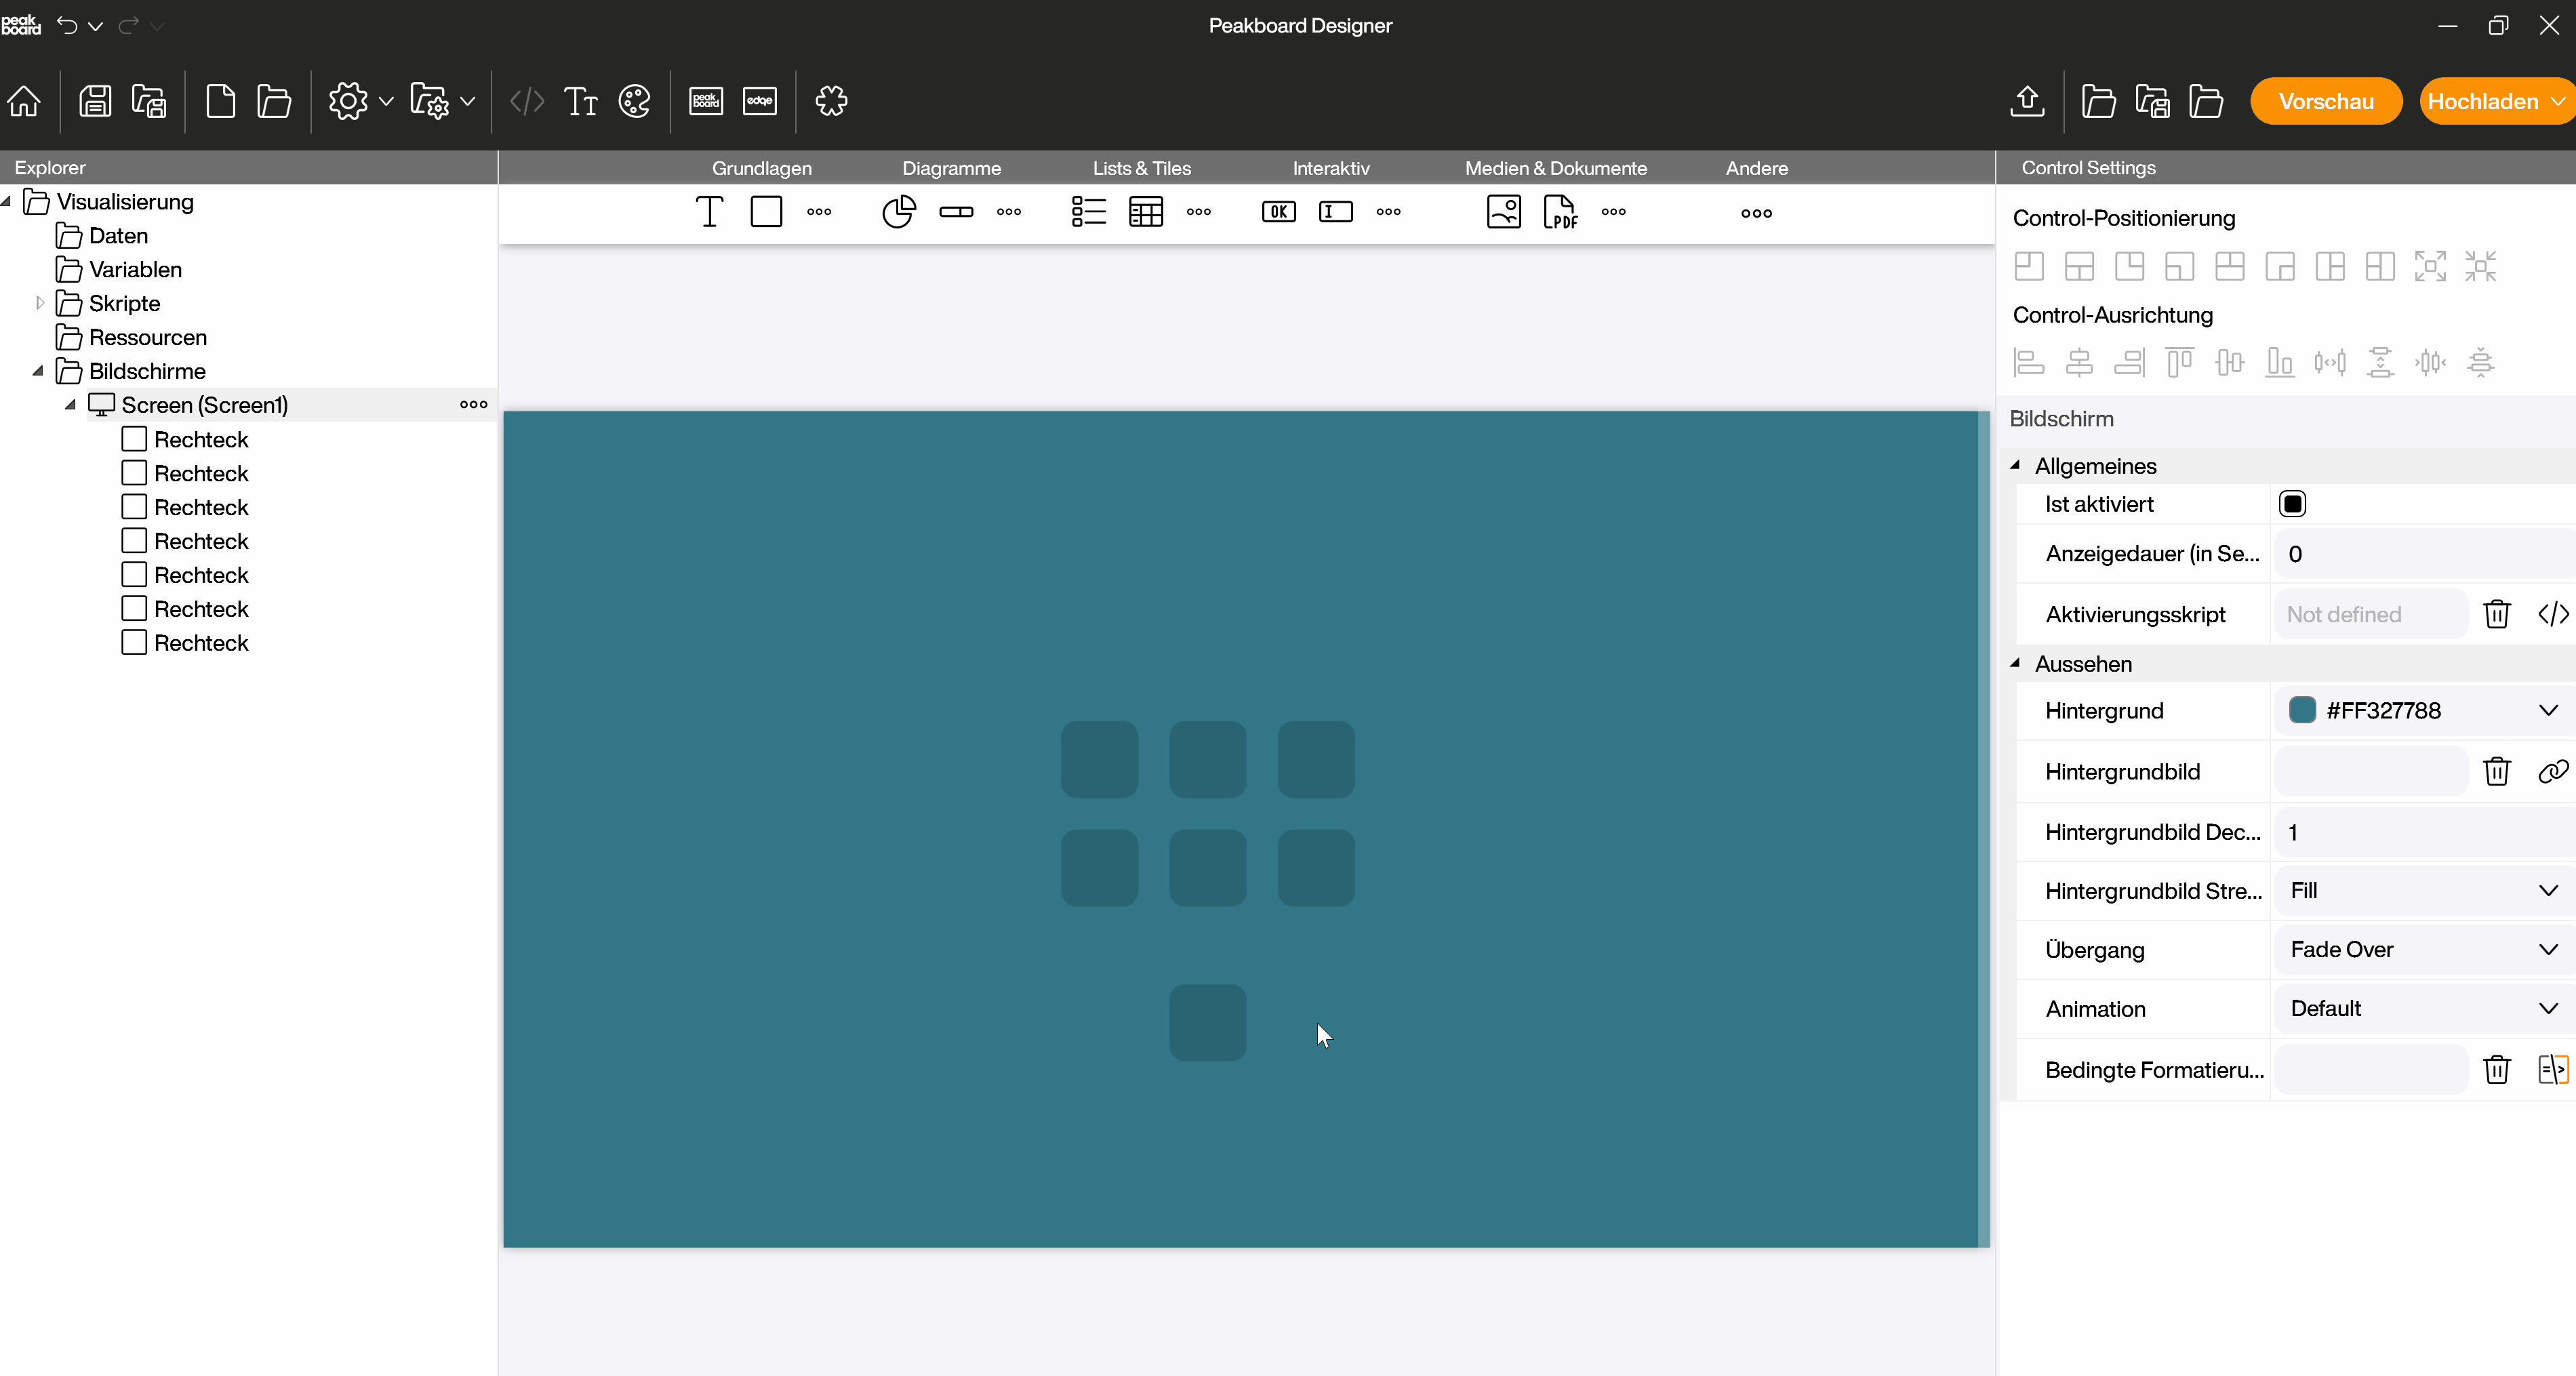 peak
board
Peakboard Designer
peak
board
edge
Vorschau
Hochladen
Explorer
Grundlagen
Diagramme
Lists & Tiles
Interaktiv
Medien & Dokumente
Andere
Control Settings
OK
I
PDF
Visualisierung
Daten
Variablen
Skripte
Ressourcen
Bildschirme
Screen (Screen1)
Rechteck
Rechteck
Rechteck
Rechteck
Rechteck
Rechteck
Rechteck
Control-Positionierung
Control-Ausrichtung
Bildschirm
Allgemeines
Ist aktiviert
Anzeigedauer (in Se...
0
Aktivierungsskript
Not defined
Aussehen
Hintergrund
#FF327788
Hintergrundbild
Hintergrundbild Dec...
1
Hintergrundbild Stre...
Fill
Übergang
Fade Over
Animation
Default
Bedingte Formatieru...